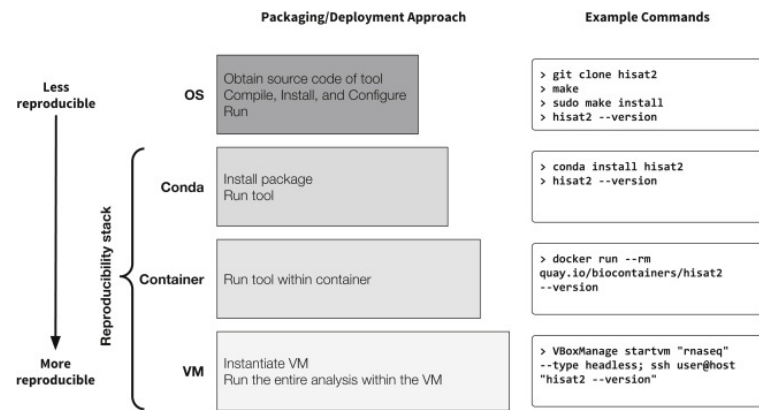 Packaging/Deployment Approach
Example Commands
Less
reproducible
More
reproducible
Reproducibility stack
OS
Obtain source code of tool
Compile, Install, and Configure
Run
> git clone hisat2
> make
> sudo make install
> hisat2 --version
Conda
Install package
Run tool
> conda install hisat2
> hisat2 --version
Container
Run tool within container
> docker run --rm
quay.io/biocontainers/hisat2
--version
VM
Instantiate VM
Run the entire analysis within the VM
> VBoxManage startvm "rnaseq"
--type headless; ssh user@host
"hisat2 --version"